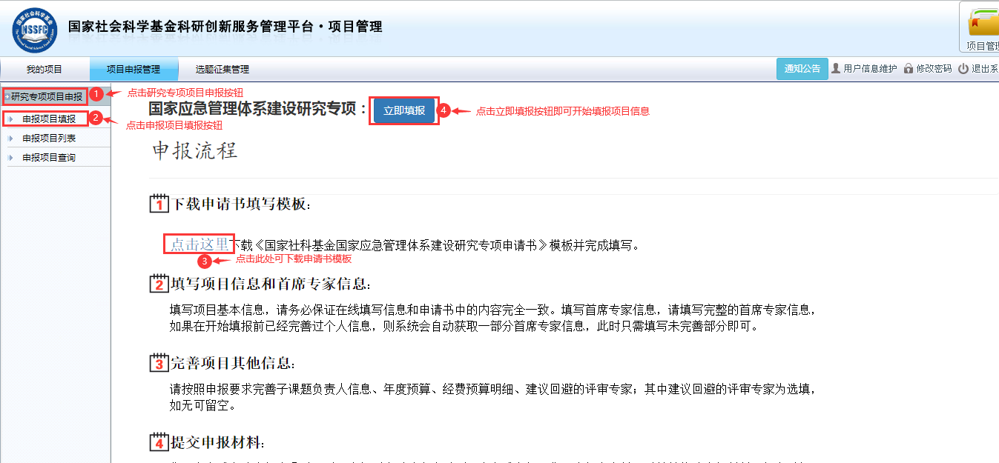 国家社会科学基金
NSSFC
国家社会科学基金科研创新服务管理平台·项目管理
项目管理
我的项目
项目申报管理
选题征集管理
通知公告
用户信息维护
修改密码
退出系
研究专项项目申报
1
点击研究专项项目申报按钮
申报项目填报
2
点击申报项目填报按钮
申报项目列表
申报项目查询
国家应急管理体系建设研究专项：
立即填报
4
点击立即填报按钮即可开始填报项目信息
申报流程
1下载申请书填写模板：
点击这里下载《国家社科基金国家应急管理体系建设研究专项申请书》模板并完成填写。
3
点击此处可下载申请书模板
2填写项目信息和首席专家信息：
填写项目基本信息，请务必保证在线填写信息和申请书中的内容完全一致。填写首席专家信息，请填写完整的首席专家信息，
如果在开始填报前已经完善过个人信息，则系统会自动获取一部分首席专家信息，此时只需填写未完善部分即可。
3完善项目其他信息：
请按照申报要求完善子课题负责人信息、年度预算、经费预算明细、建议回避的评审专家；其中建议回避的评审专家为选填，
如无可留空。
4提交申报材料：